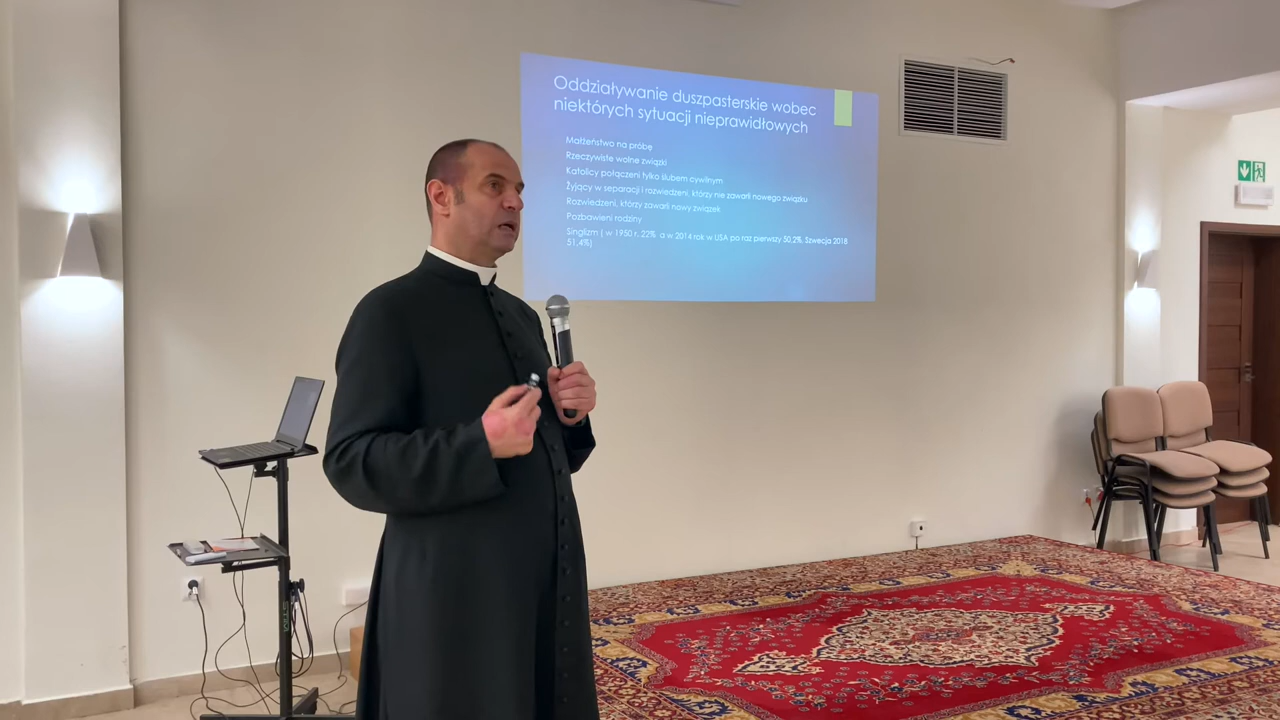 Oddziaływanie duszpasterskie wobec
niektórych sytuacji nieprawidłowych
Małżeństwo na próbę
Rzeczywiste wolne związki
Katolicy połączeni tylko ślubem cywilnym
Żyjący w separacji i rozwiedzeni, którzy nie zawarli nowego związku
Rozwiedzeni, którzy zawarli nowy związek
Pozbawieni rodziny
Singlizm ( w 1950 r. 22% a w 2014 rok w USA po raz pierwszy 50,2%, Szwecja 2018
51,4%)